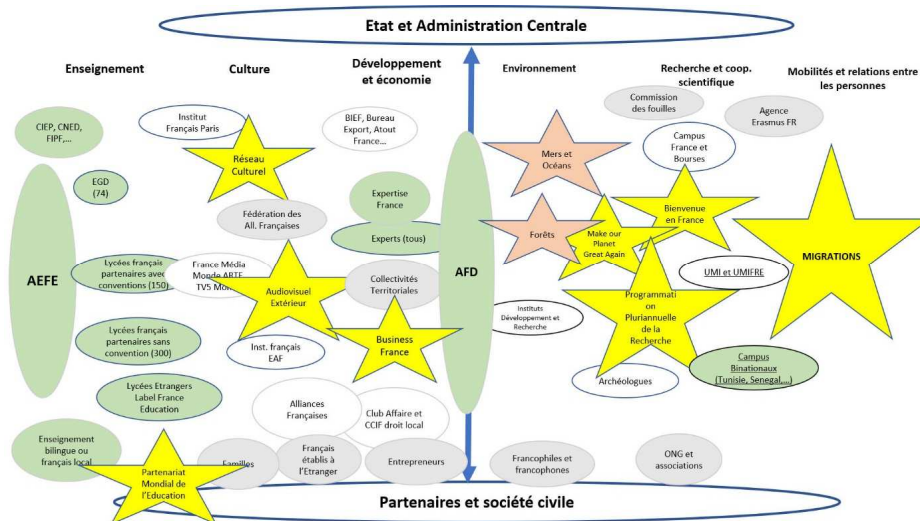 Etat et Administration Centrale
Enseignement
Culture
Développement
et économie
Environnement
Recherche et coop.
scientifique
Mobilités et relations entre
les personnes
CIEP, CNED,
FIPF,...
Institut
Français Paris
BIEF, Bureau
Export, Atout
France...
Commission
des fouilles
Agence
Erasmus FR
Réseau
Culturel
Mers et
Océans
Campus
France et
Bourses
EGD
(74)
Expertise
France
Bienvenue
en France
Fédération des
All. Françaises
Experts (tous)
Forêts
Make our
Planet
Great Again
AEFE
Lycées français
partenaires avec
conventions (150)
France Média
Monde ARTE
TV5 Mon
Audiovisuel
Extérieur
Collectivités
Territoriales
AFD
UMI et UMIFRE
MIGRATIONS
Programmati
on
Pluriannuelle
de la
Recherche
Instituts
Développement et
Recherche
Lycées français
partenaires sans
convention (300)
Inst. français
EAF
Business
France
Campus
Binationaux
(Tunisie, Senegal,...)
Archéologues
Lycées Etrangers
Label France
Education
Alliances
Françaises
Club Affaire et
CCIF droit local
Enseignement
bilingue ou
français local
Partenariat
Mondial de
l'Education
Familles
Français
établis à
l'Etranger
Entrepreneurs
Francophiles et
francophones
ONG et
associations
Partenaires et société civile